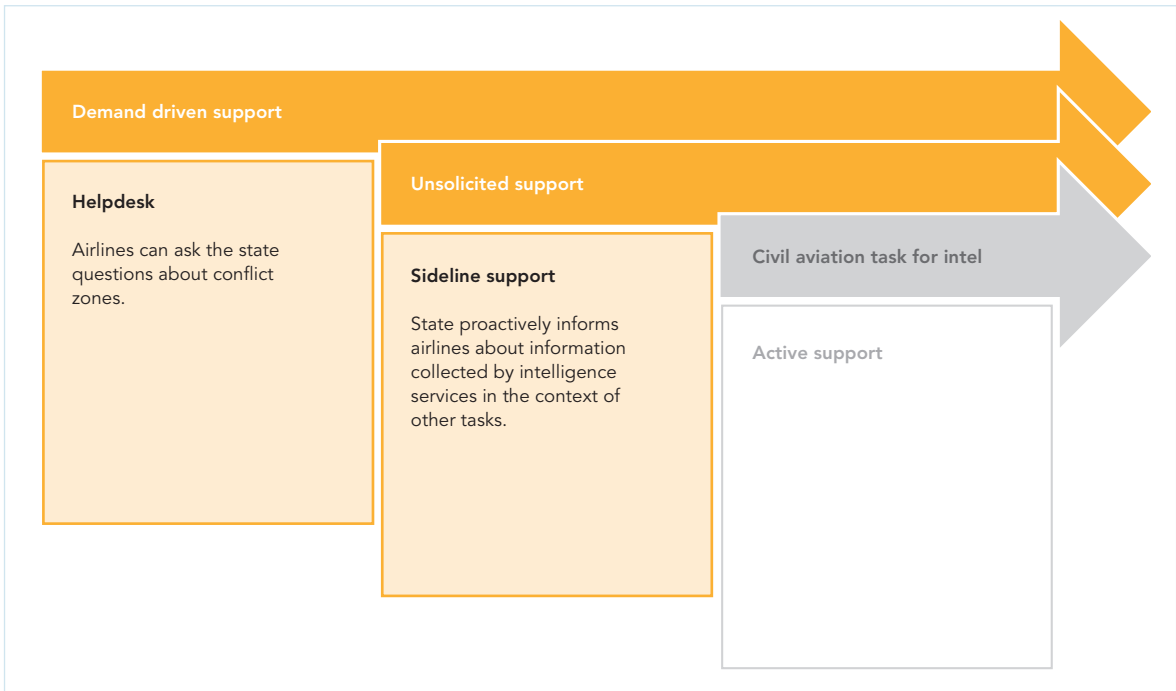 Demand driven support
Helpdesk
Airlines can ask the state
questions about conflict
zones.
Unsolicited support
Sideline support
State proactively informs
airlines about information
collected by intelligence
services in the context of
other tasks.
Civil aviation task for intel
Active support